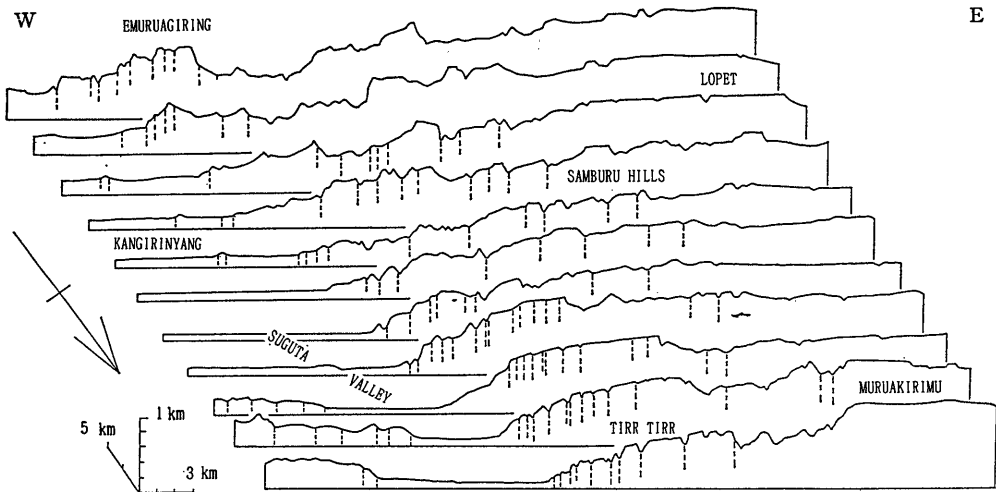 W
E
EMURUAGIRING
LOPET
SAMBURU HILLS
KANGIRINYANG
SUGUTA
VALLEY
MURUAKIRIMU
TIRR TIRR
1 km
5 km
3 km